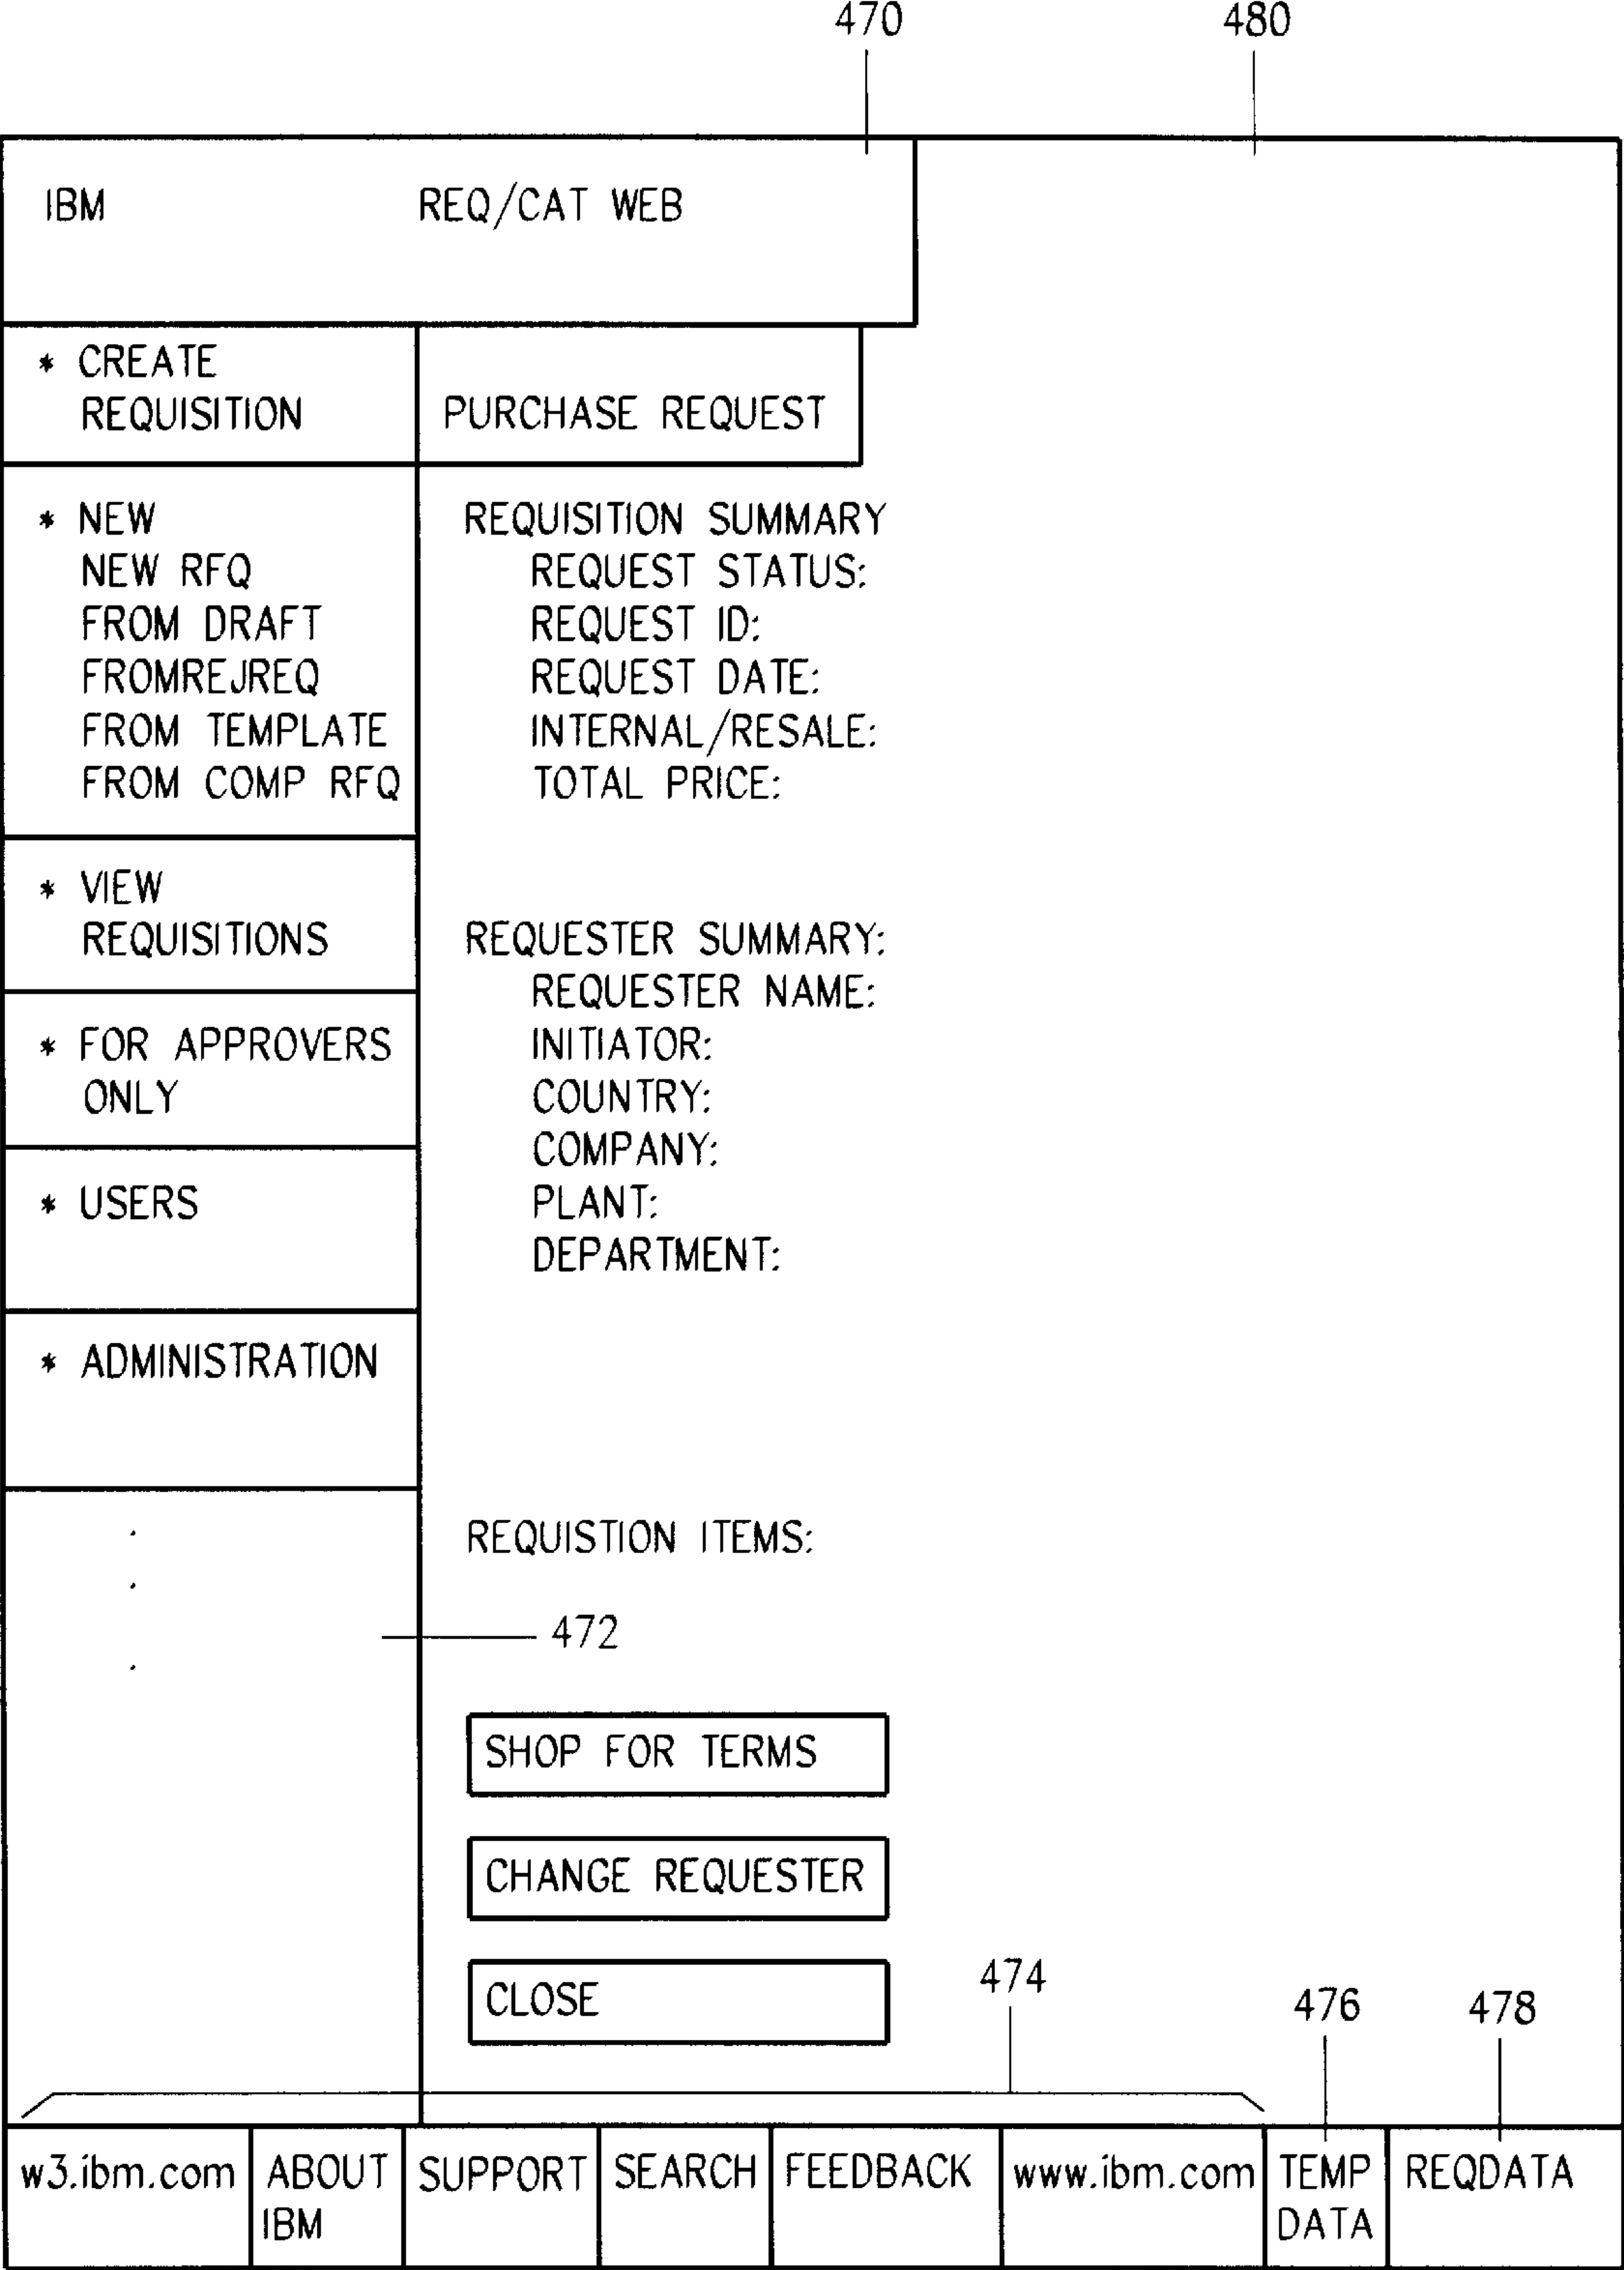 470 480
IBM REQ/CAT WEB
* CREATE
REQUISITION
PURCHASE REQUEST
* NEW
NEW RFQ
FROM DRAFT
FROMREJREQ
FROM TEMPLATE
FROM COMP RFQ
* VIEW
REQUISITIONS
* FOR APPROVERS
ONLY
* USERS
* ADMINISTRATION
REQUISITION SUMMARY
REQUEST STATUS:
REQUEST ID:
REQUEST DATE:
INTERNAL/RESALE:
TOTAL PRICE:
REQUESTER SUMMARY:
REQUESTER NAME:
INITIATOR:
COUNTRY:
COMPANY:
PLANT:
DEPARTMENT:
REQUISTION ITEMS:
472
SHOP FOR TERMS
CHANGE REQUESTER
CLOSE
474
476
478
w3.ibm.com
ABOUT
IBM
SUPPORT
SEARCH
FEEDBACK
www.ibm.com
TEMP
DATA
REQDATA